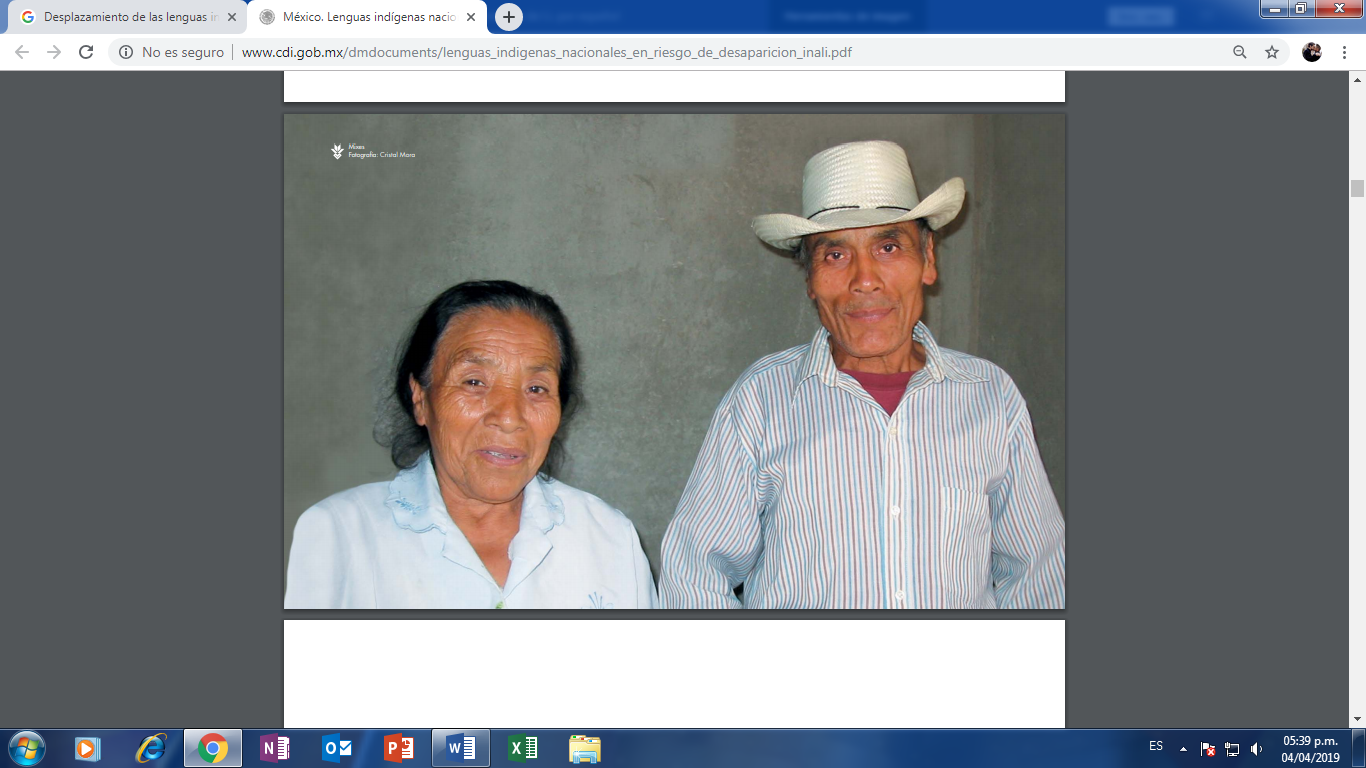 Desplazamiento de las lenguas in
México. Lenguas indígenas nacio
No es seguro
www.cdi.gob.mx/dmdocuments/lenguas_indigenas_nacionales_en_riesgo_de_desaparicion_inali.pdf
Mixes
Fotografía: Cristal Mora
ES
05:39 p.m.
04/04/2019